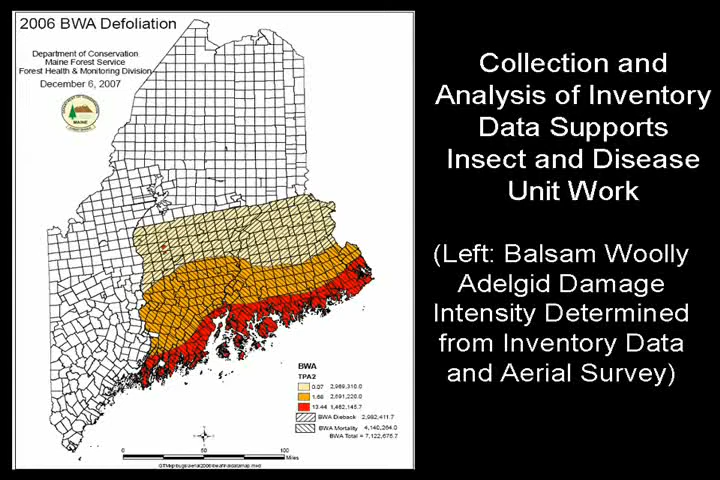 2006 BWA Defoliation
Department of Conservation
Maine Forest Service
Forest Health & Monitoring Division
December 6, 2007
MAINE
BWA
TPA2
0.07 2,989,310.0
1.68 2,691,220.0
13.44 1,462,145.7
BWA Dieback 2,982,411.7
BWA Mortality 4,140,264.0
BWA Total = 7,122,675.7
0 50 100
Miles
Collection and
Analysis of Inventory
Data Supports
Insect and Disease
Unit Work
(Left: Balsam Woolly
Adelgid Damage
Intensity Determined
from Inventory Data
and Aerial Survey)